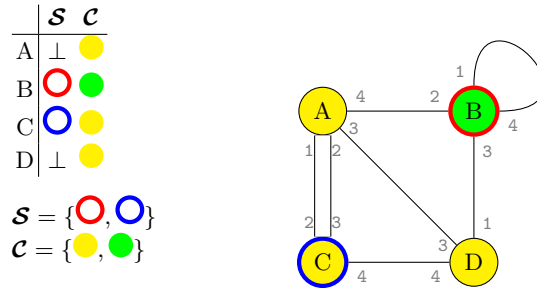 S C
A ⊥
B
C
D ⊥
S = { , }
C = { , }
4 2 1 4
A B
3 3
1 2
2 3 3 1
C D
4 4